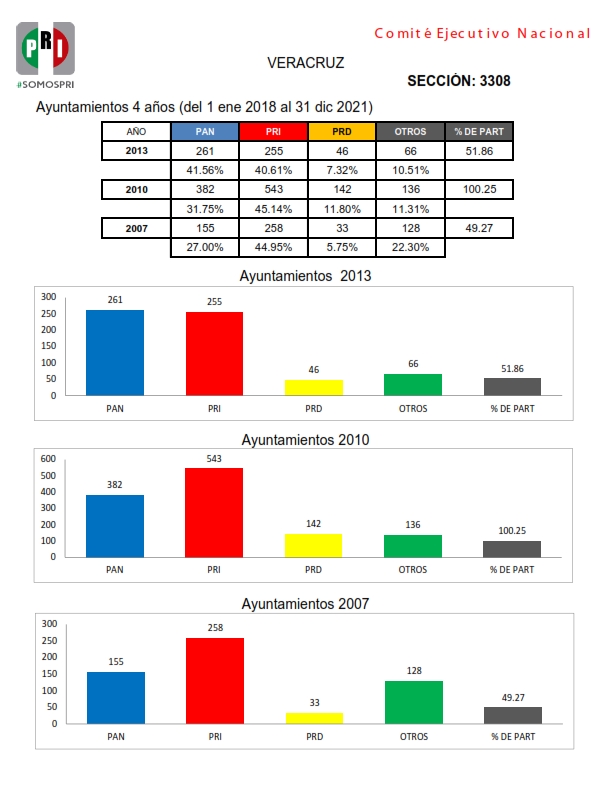 Comité Ejecutivo Nacional
PRI
#SOMOSPRI
VERACRUZ
SECCIÓN: 3308
Ayuntamientos 4 años (del 1 ene 2018 al 31 dic 2021)
AÑO PAN PRI PRD OTROS % DE PART
2013 261 255 46 66 51.86
41.56% 40.61% 7.32% 10.51%
2010 382 543 142 136 100.25
31.75% 45.14% 11.80% 11.31%
2007 155 258 33 128 49.27
27.00% 44.95% 5.75% 22.30%
Ayuntamientos 2013
300
250
200
150
100
50
0
261 255 46 66 51.86
PAN PRI PRD OTROS % DE PART
Ayuntamientos 2010
600
500
400
300
200
100
0
382 543 142 136 100.25
PAN PRI PRD OTROS % DE PART
Ayuntamientos 2007
300
250
200
150
100
50
0
155 258 33 128 49.27
PAN PRI PRD OTROS % DE PART